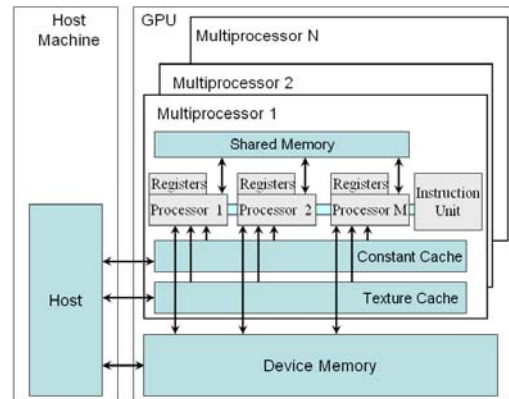 Host
Machine
GPU
Multiprocessor N
Multiprocessor 2
Multiprocessor 1
Shared Memory
Registers
Registers
Registers
Processor 1
Processor 2
Processor M
Instruction
Unit
Constant Cache
Host
Texture Cache
Device Memory